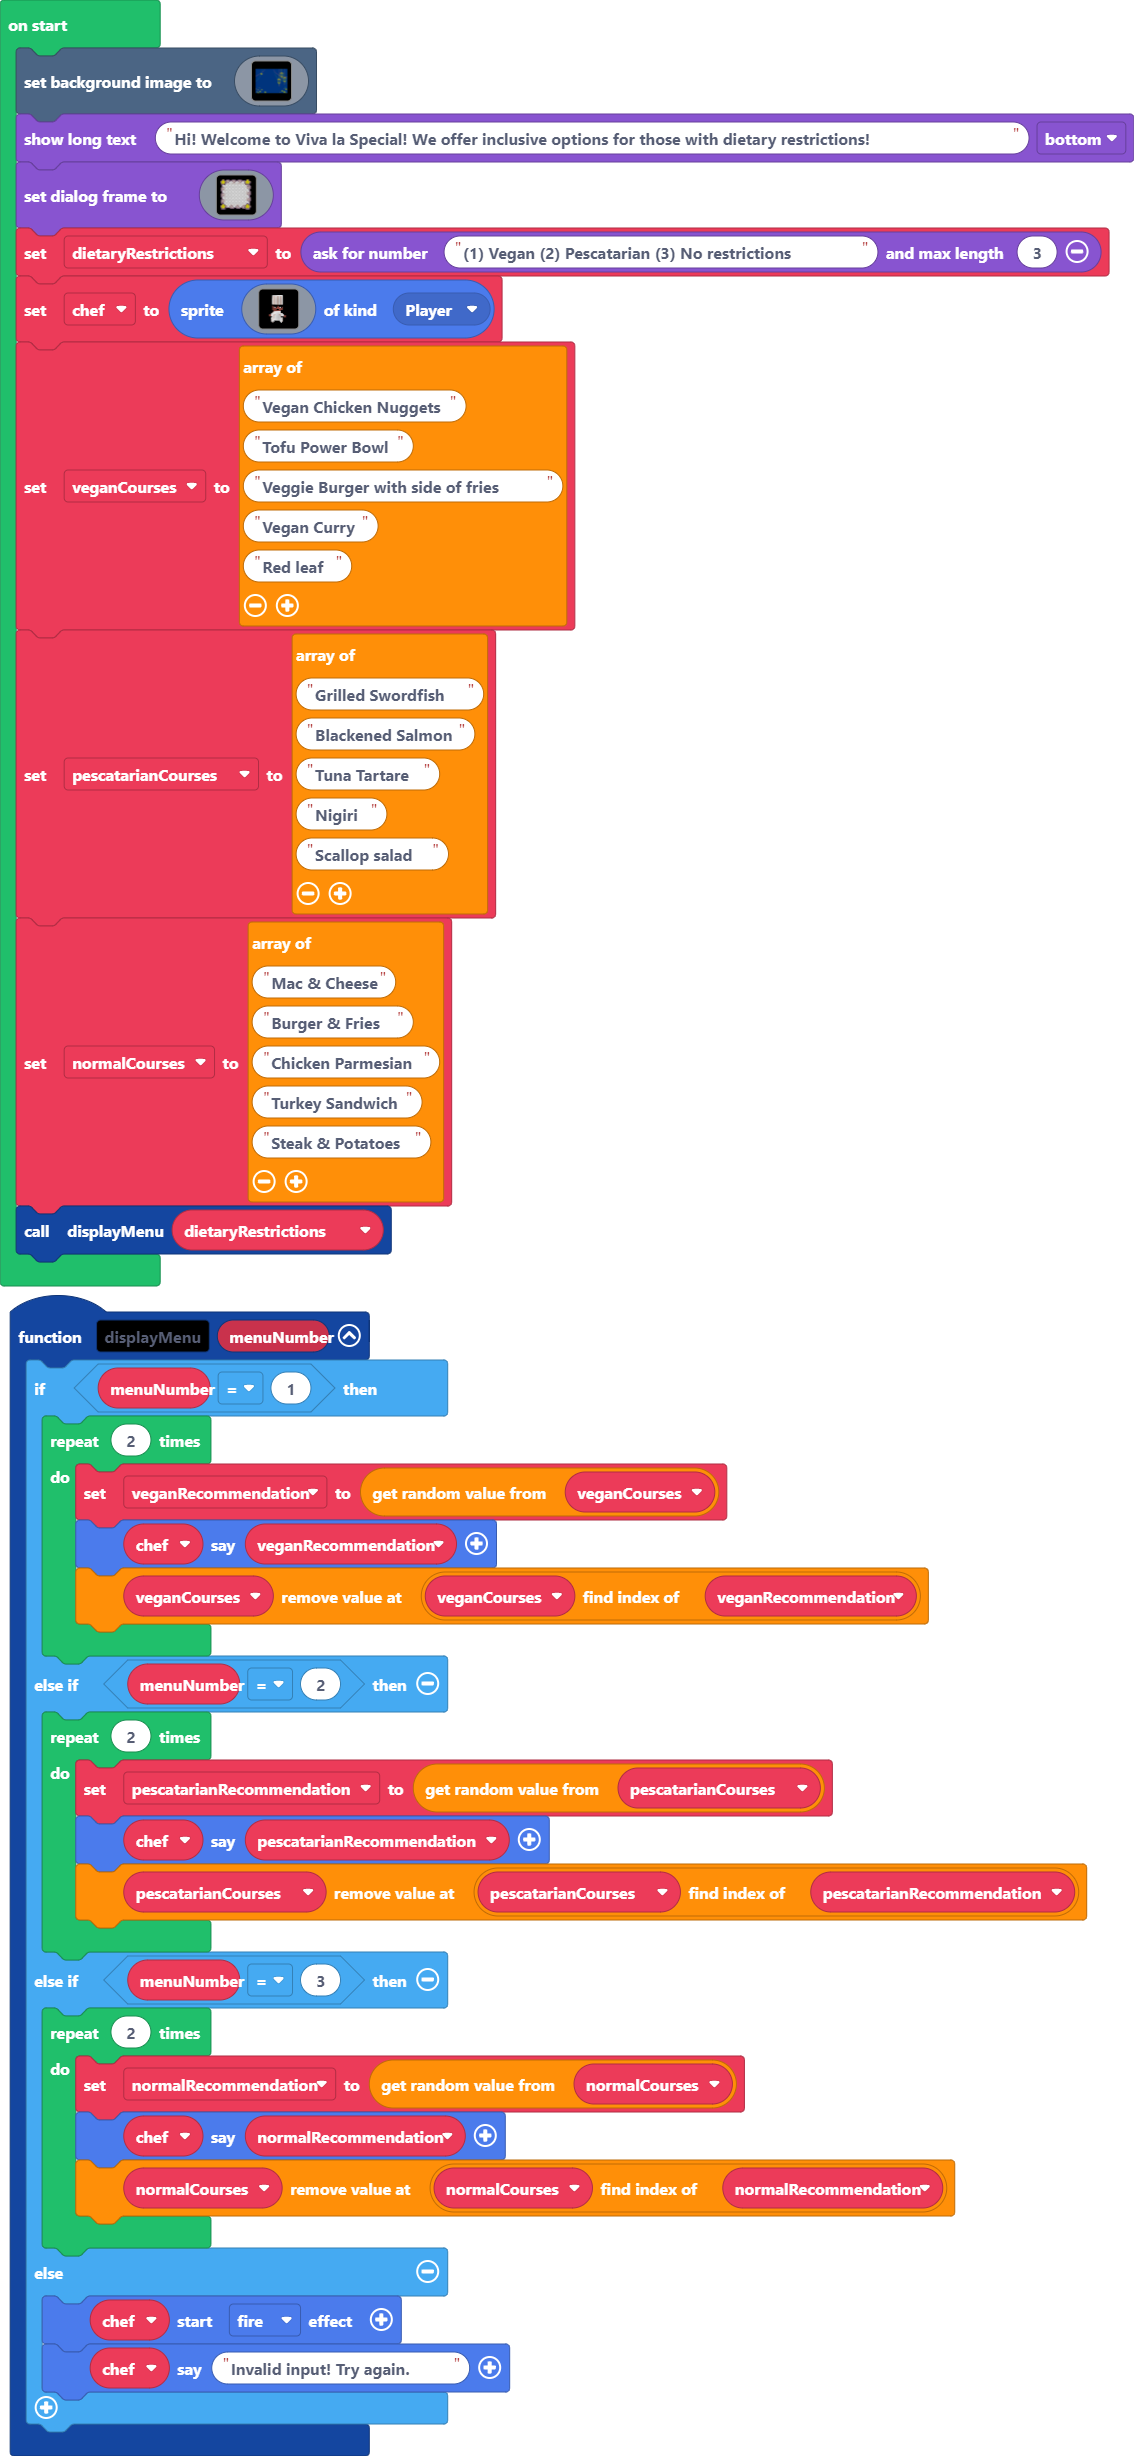 on start
set background image to
show long text "Hi! Welcome to Viva la Special! We offer inclusive options for those with dietary restrictions!" bottom
set dialog frame to
set dietaryRestrictions to ask for number "(1) Vegan (2) Pescatarian (3) No restrictions" and max length 3
set chef to sprite of kind Player
array of
"Vegan Chicken Nuggets"
"Tofu Power Bowl"
set veganCourses to "Veggie Burger with side of fries"
"Vegan Curry"
"Red leaf"
array of
"Grilled Swordfish"
"Blackened Salmon"
set pescatarianCourses to "Tuna Tartare"
"Nigiri"
"Scallop salad"
array of
"Mac & Cheese"
"Burger & Fries"
set normalCourses to "Chicken Parmesian"
"Turkey Sandwich"
"Steak & Potatoes"
call displayMenu dietaryRestrictions
function displayMenu menuNumber
if menuNumber = 1 then
repeat 2 times
do set veganRecommendation to get random value from veganCourses
chef say veganRecommendation
veganCourses remove value at veganCourses find index of veganRecommendation
else if menuNumber = 2 then
repeat 2 times
do set pescatarianRecommendation to get random value from pescatarianCourses
chef say pescatarianRecommendation
pescatarianCourses remove value at pescatarianCourses find index of pescatarianRecommendation
else if menuNumber = 3 then
repeat 2 times
do set normalRecommendation to get random value from normalCourses
chef say normalRecommendation
normalCourses remove value at normalCourses find index of normalRecommendation
else
chef start fire effect
chef say "Invalid input! Try again."